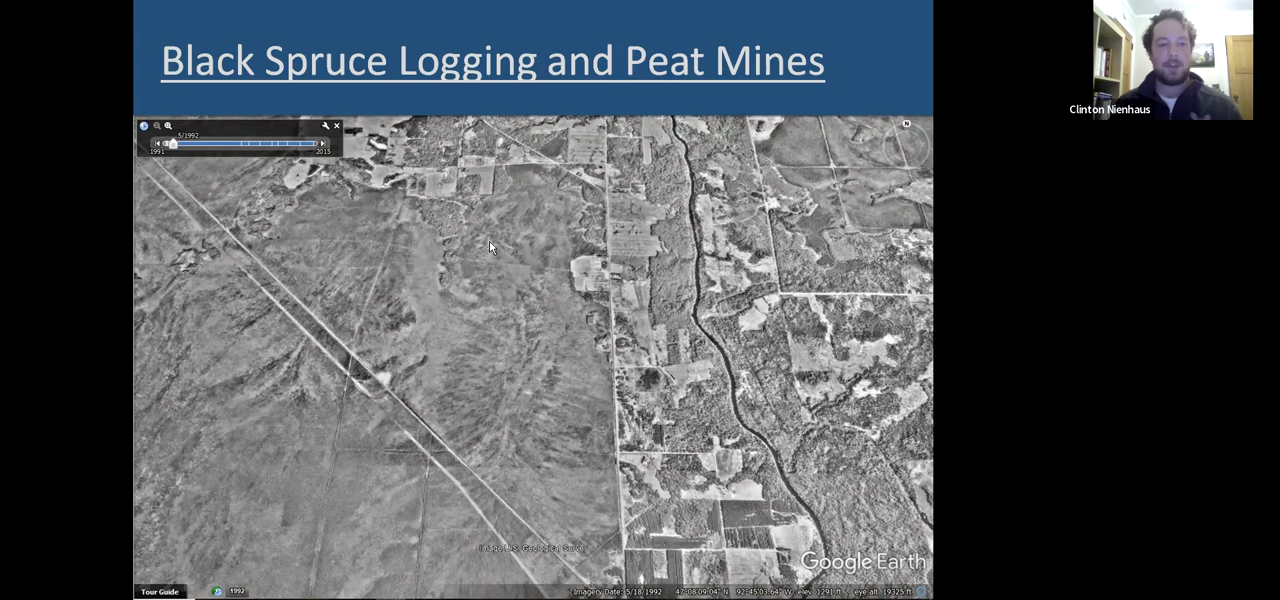 Black Spruce Logging and Peat Mines
Clinton Nienhaus
5/1992
1991
2015
N
Image U.S. Geological Survey
Google Earth
Tour Guide
1992
Imagery Date: 5/18/1992 47°08'09.04" N 92°45'03.64" W elev 1291 ft eye alt 19325 ft